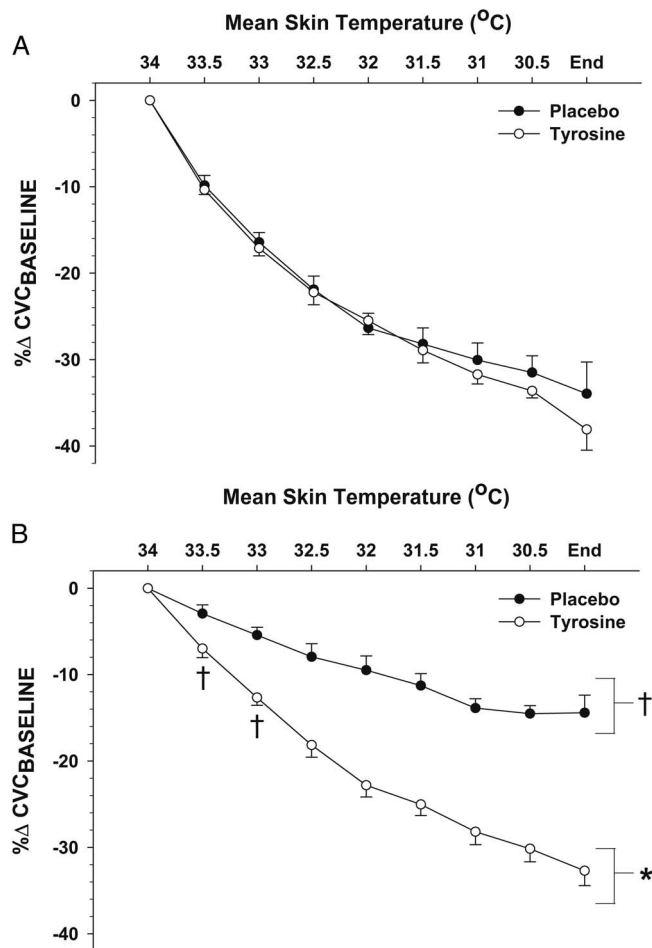 Mean Skin Temperature (°C)
A
34 33.5 33 32.5 32 31.5 31 30.5 End
0
Placebo
Tyrosine
-10
-20
-30
-40
%Δ CVCBASELINE
Mean Skin Temperature (°C)
B
34 33.5 33 32.5 32 31.5 31 30.5 End
0
Placebo
Tyrosine
-10
†
†
†
-20
-30
*
-40
%Δ CVCBASELINE